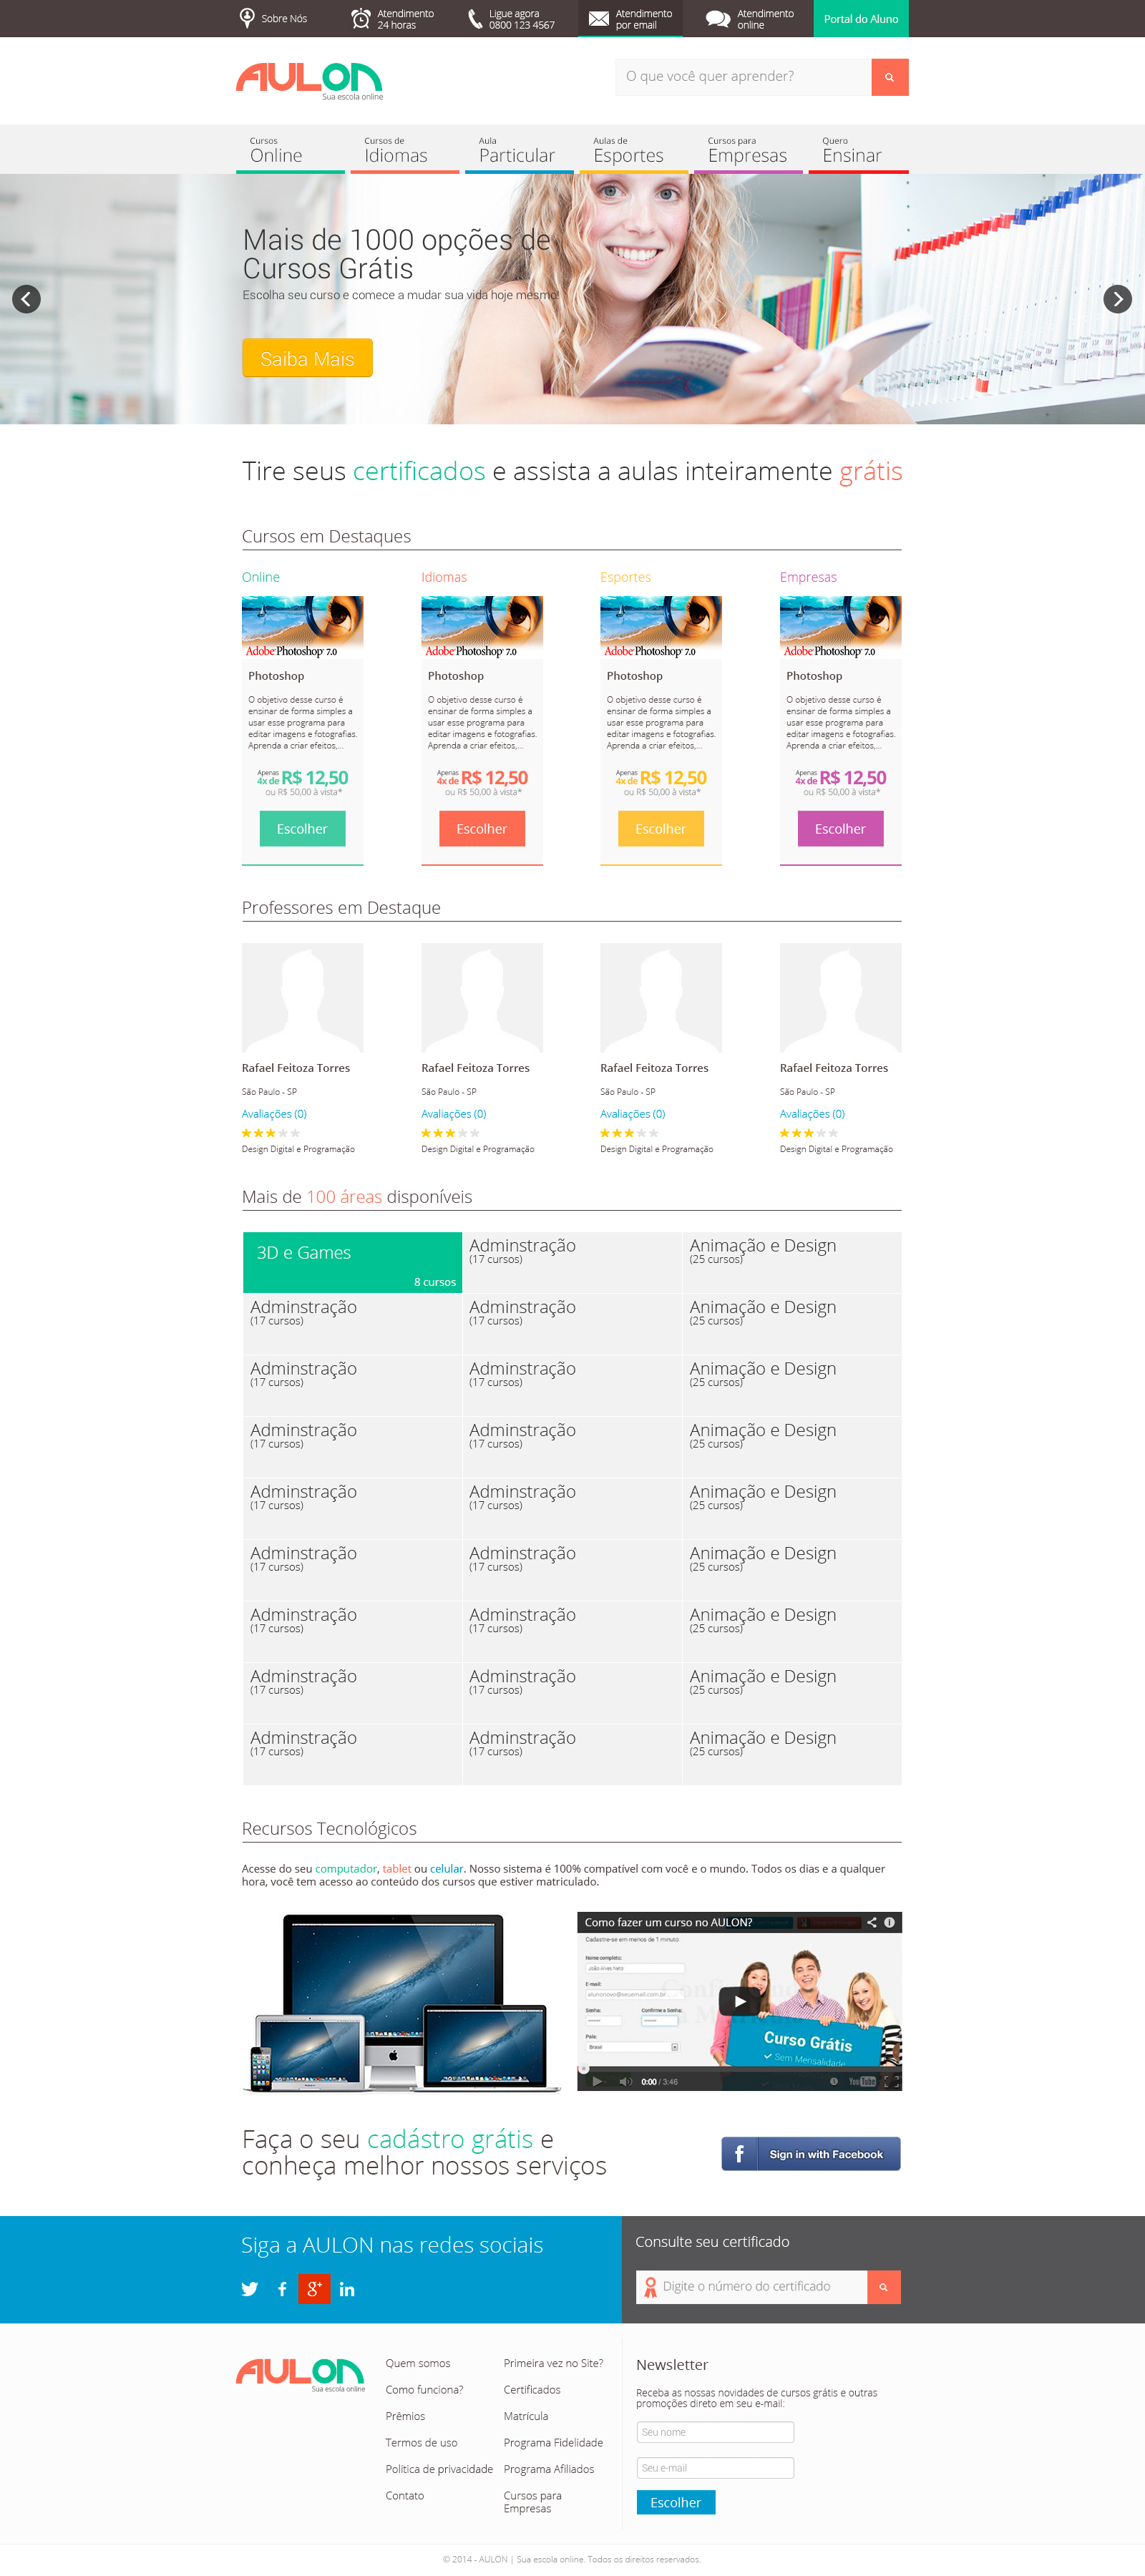 Sobre Nós
Atendimento
24 horas
Ligue agora
0800 123 4567
Atendimento
por email
Atendimento
online
Portal do Aluno
AULON
Sua escola online
O que você quer aprender?
Cursos
Online
Cursos de
Idiomas
Aula
Particular
Aulas de
Esportes
Cursos para
Empresas
Quero
Ensinar
Mais de 1000 opções de
Cursos Grátis
Escolha seu curso e comece a mudar sua vida hoje mesmo!
Saiba Mais
Tire seus certificados e assista a aulas inteiramente grátis
Cursos em Destaques
Online
Adobe Photoshop 7.0
Photoshop
O objetivo desse curso é
ensinar de forma simples a
usar esse programa para
editar imagens e fotografias.
Aprenda a criar efeitos,...
Apenas
4x de R$ 12,50
ou R$ 50,00 à vista*
Escolher
Idiomas
Adobe Photoshop 7.0
Photoshop
O objetivo desse curso é
ensinar de forma simples a
usar esse programa para
editar imagens e fotografias.
Aprenda a criar efeitos,...
Apenas
4x de R$ 12,50
ou R$ 50,00 à vista*
Escolher
Esportes
Adobe Photoshop 7.0
Photoshop
O objetivo desse curso é
ensinar de forma simples a
usar esse programa para
editar imagens e fotografias.
Aprenda a criar efeitos,...
Apenas
4x de R$ 12,50
ou R$ 50,00 à vista*
Escolher
Empresas
Adobe Photoshop 7.0
Photoshop
O objetivo desse curso é
ensinar de forma simples a
usar esse programa para
editar imagens e fotografias.
Aprenda a criar efeitos,...
Apenas
4x de R$ 12,50
ou R$ 50,00 à vista*
Escolher
Professores em Destaque
Rafael Feitoza Torres
São Paulo - SP
Avaliações (0)
Design Digital e Programação
Rafael Feitoza Torres
São Paulo - SP
Avaliações (0)
Design Digital e Programação
Rafael Feitoza Torres
São Paulo - SP
Avaliações (0)
Design Digital e Programação
Rafael Feitoza Torres
São Paulo - SP
Avaliações (0)
Design Digital e Programação
Mais de 100 áreas disponíveis
3D e Games
8 cursos
Adminstração
(17 cursos)
Animação e Design
(25 cursos)
Adminstração
(17 cursos)
Adminstração
(17 cursos)
Animação e Design
(25 cursos)
Adminstração
(17 cursos)
Adminstração
(17 cursos)
Animação e Design
(25 cursos)
Adminstração
(17 cursos)
Adminstração
(17 cursos)
Animação e Design
(25 cursos)
Adminstração
(17 cursos)
Adminstração
(17 cursos)
Animação e Design
(25 cursos)
Adminstração
(17 cursos)
Adminstração
(17 cursos)
Animação e Design
(25 cursos)
Adminstração
(17 cursos)
Adminstração
(17 cursos)
Animação e Design
(25 cursos)
Adminstração
(17 cursos)
Adminstração
(17 cursos)
Animação e Design
(25 cursos)
Adminstração
(17 cursos)
Adminstração
(17 cursos)
Animação e Design
(25 cursos)
Recursos Tecnológicos
Acesse do seu computador, tablet ou celular. Nosso sistema é 100% compatível com você e o mundo. Todos os dias e a qualquer
hora, você tem acesso ao conteúdo dos cursos que estiver matriculado.
Como fazer um curso no AULON?
Cadastre-se em menos de 1 minuto.
Nome completo:
João Alves Neto
E-mail:
alunonovo@seuemail.com.br
Senha:
Confirme a Senha:
País:
Brasil
Curso Grátis
Sem Mensalidade
0:00 / 3:46
YouTube
Faça o seu cadástro grátis e
conheça melhor nossos serviços
f Sign in with Facebook
Siga a AULON nas redes sociais
Consulte seu certificado
Digite o número do certificado
AULON
Sua escola online
Quem somos
Como funciona?
Prêmios
Termos de uso
Política de privacidade
Contato
Primeira vez no Site?
Certificados
Matrícula
Programa Fidelidade
Programa Afiliados
Cursos para
Empresas
Newsletter
Receba as nossas novidades de cursos grátis e outras
promoções direto em seu e-mail:
Seu nome
Seu e-mail
Escolher
© 2014 - AULON | Sua escola online. Todos os direitos reservados.